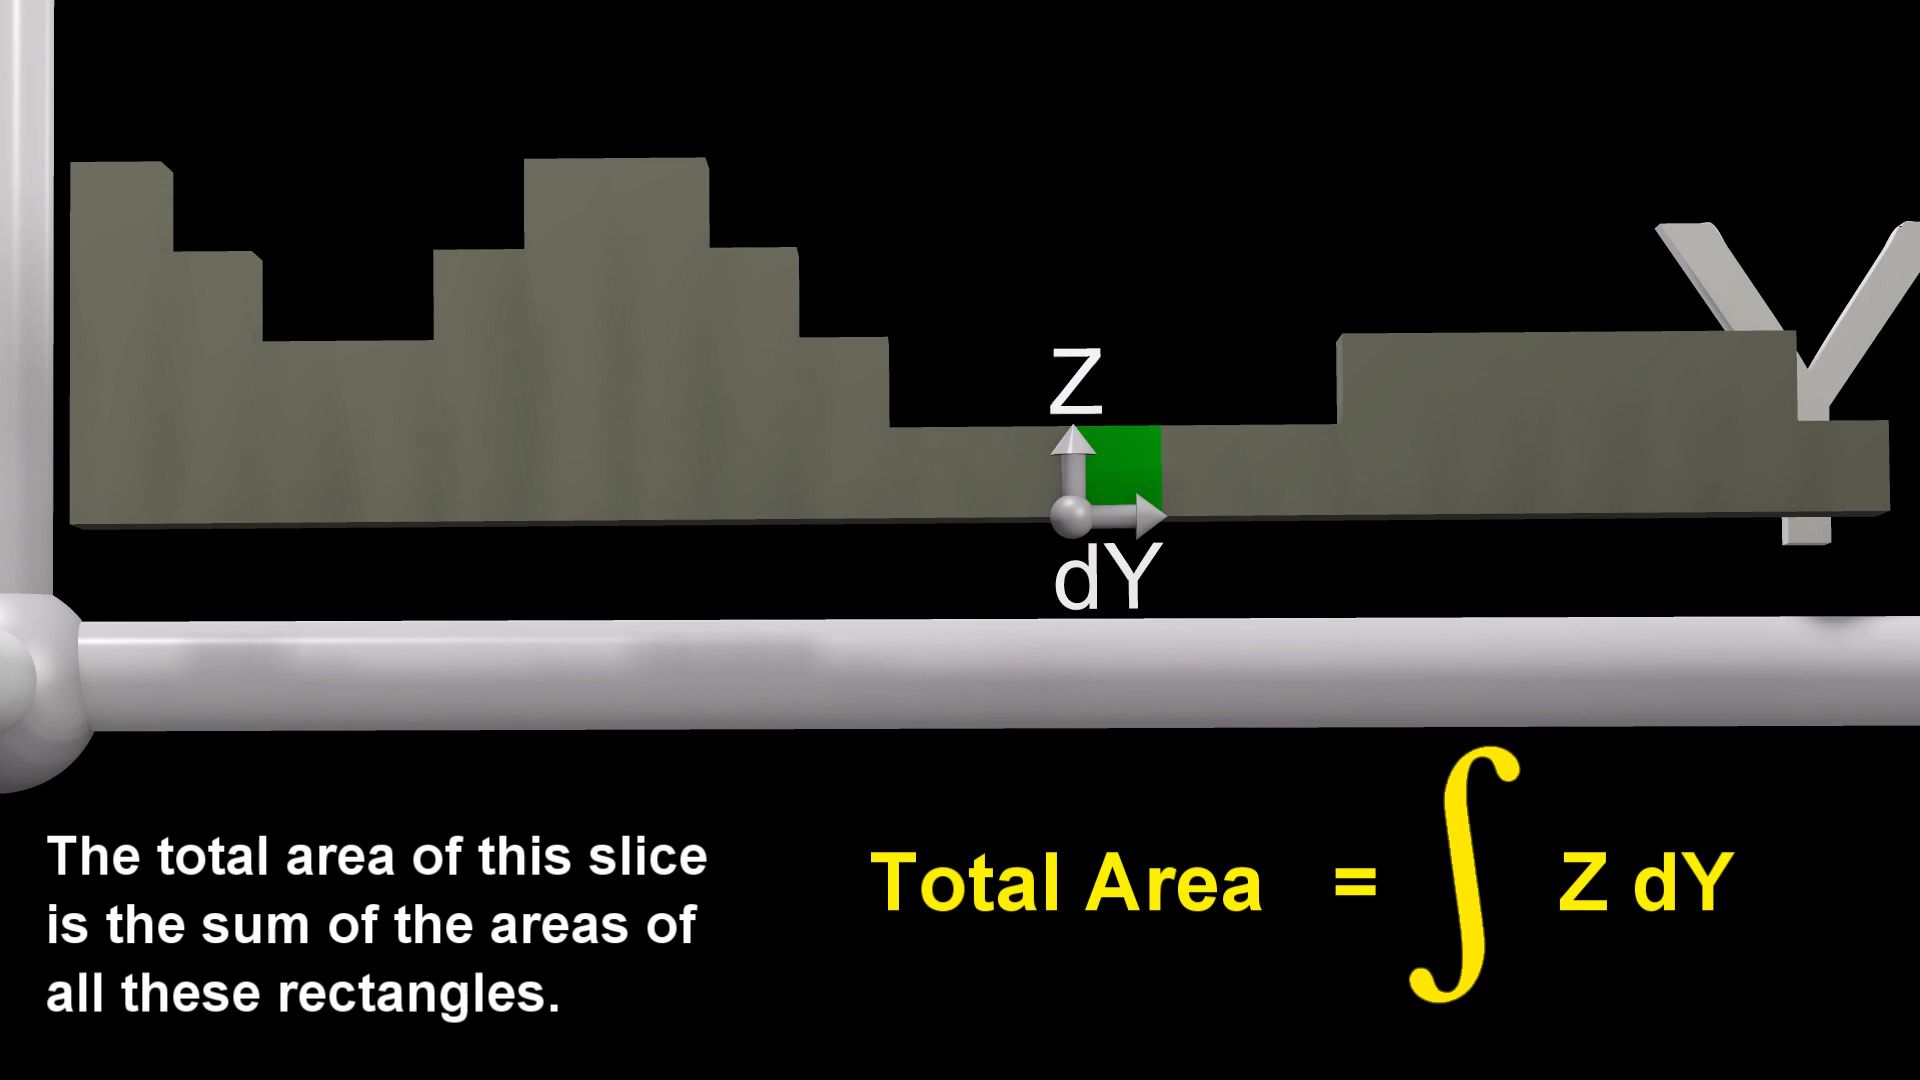 Y
Z
dY
The total area of this slice
is the sum of the areas of
all these rectangles.
Total Area = ∫ Z dY